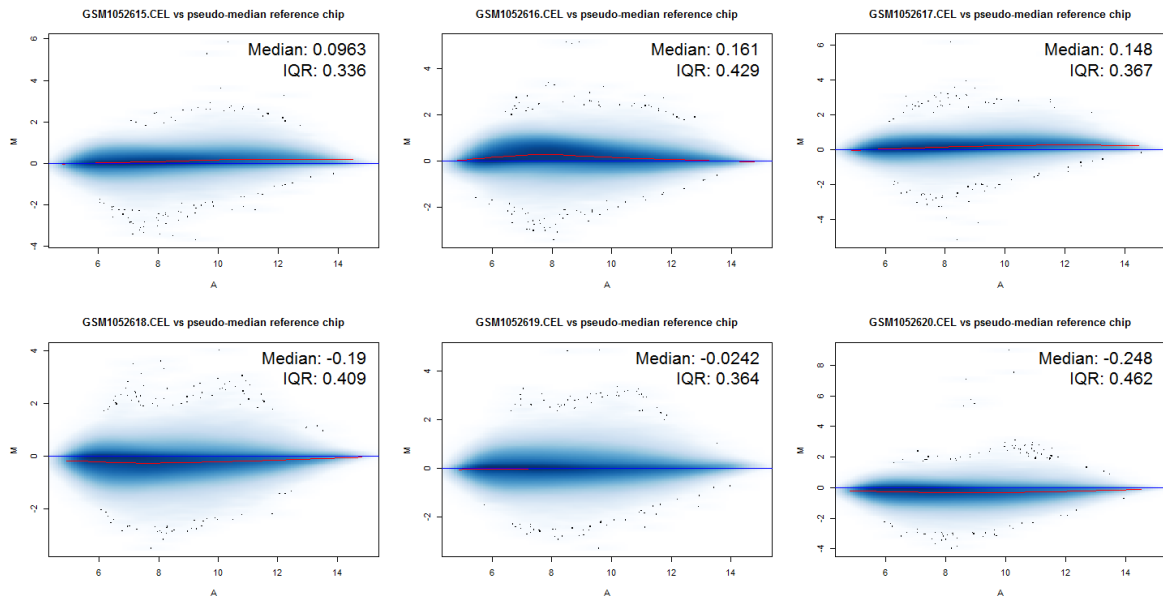 GSM1052615.CEL vs pseudo-median reference chip
Median: 0.0963
IQR: 0.336
M
6
4
2
0
-2
-4
6 8 10 12 14
A
GSM1052616.CEL vs pseudo-median reference chip
Median: 0.161
IQR: 0.429
M
6
4
2
0
-2
6 8 10 12 14
A
GSM1052617.CEL vs pseudo-median reference chip
Median: 0.148
IQR: 0.367
M
6
4
2
0
-2
-4
6 8 10 12 14
A
GSM1052618.CEL vs pseudo-median reference chip
Median: -0.19
IQR: 0.409
M
4
2
0
-2
6 8 10 12 14
A
GSM1052619.CEL vs pseudo-median reference chip
Median: -0.0242
IQR: 0.364
M
4
2
0
-2
6 8 10 12 14
A
GSM1052620.CEL vs pseudo-median reference chip
Median: -0.248
IQR: 0.462
M
8
6
4
2
0
-2
-4
6 8 10 12 14
A